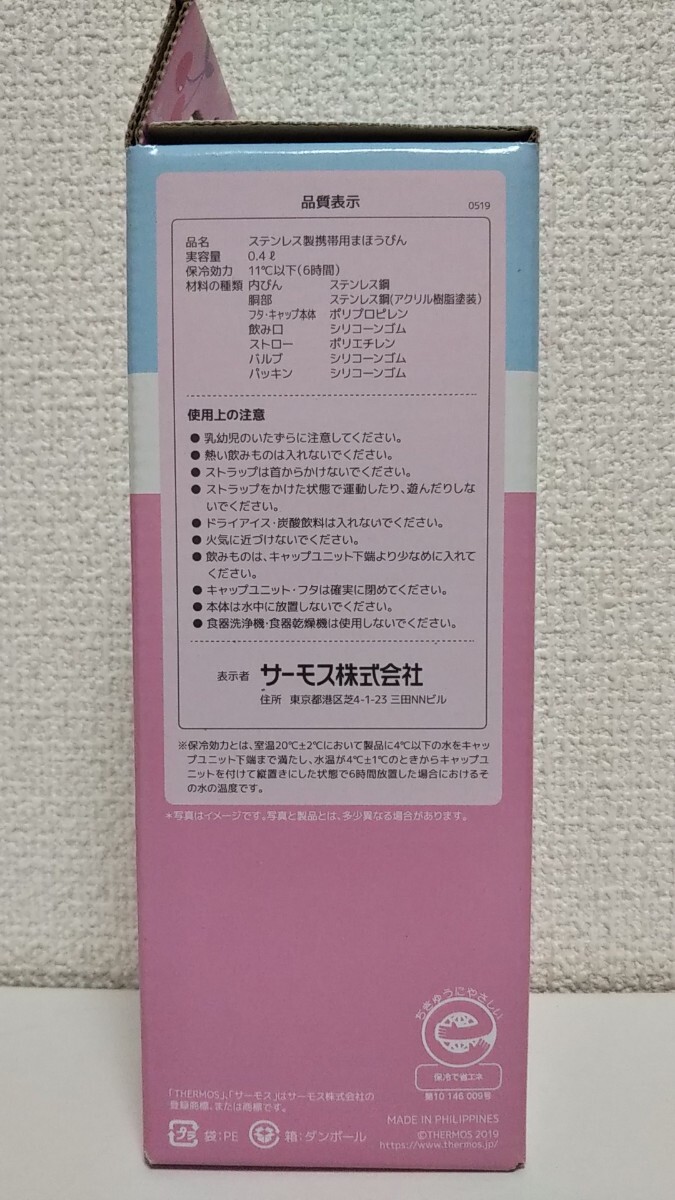 品質表示
0519
品名 ステンレス製携帯用まほうびん
実容量 0.4ℓ
保冷効力 11℃以下(6時間)
材料の種類 内びん ステンレス鋼
胴部 ステンレス鋼(アクリル樹脂塗装)
フタ・キャップ本体 ポリプロピレン
飲み口 シリコーンゴム
ストロー ポリエチレン
バルブ シリコーンゴム
パッキン シリコーンゴム
使用上の注意
● 乳幼児のいたずらに注意してください。
● 熱い飲みものは入れないでください。
● ストラップは首からかけないでください。
● ストラップをかけた状態で運動したり、遊んだりしな
いでください。
● ドライアイス・炭酸飲料は入れないでください。
● 火気に近づけないでください。
● 飲みものは、キャップユニット下端より少なめに入れて
ください。
● キャップユニット・フタは確実に閉めてください。
● 本体は水中に放置しないでください。
● 食器洗浄機・食器乾燥機は使用しないでください。
表示者 サーモス株式会社
住所 東京都港区芝4-1-23 三田NNビル
※保冷効力とは、室温20℃±2℃において製品に4℃以下の水をキャッ
プユニット下端まで満たし、水温が4℃±1℃のときからキャップユ
ニットを付けて縦置きにした状態で6時間放置した場合におけるそ
の水の温度です。
＊写真はイメージです。写真と製品とは、多少異なる場合があります。
ちきゅうにやさしい
保冷で省エネ
第10 146 009号
「THERMOS」、「サーモス」はサーモス株式会社の
登録商標、または商標です。
プラ 袋:PE 箱:ダンボール
MADE IN PHILIPPINES
©THERMOS 2019
https://www.thermos.jp/